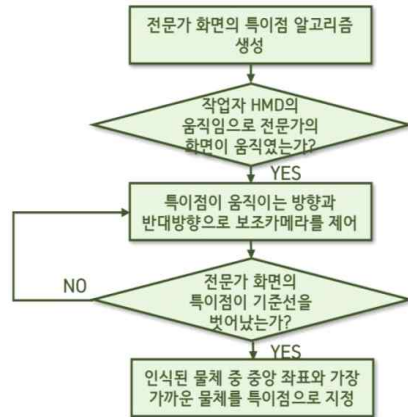 전문가 화면의 특이점 알고리즘
생성
작업자 HMD의
움직임으로 전문가의
화면이 움직였는가?
YES
특이점이 움직이는 방향과
반대방향으로 보조카메라를 제어
전문가 화면의
특이점이 기준선을
벗어났는가?
NO
YES
인식된 물체 중 중앙 좌표와 가장
가까운 물체를 특이점으로 지정